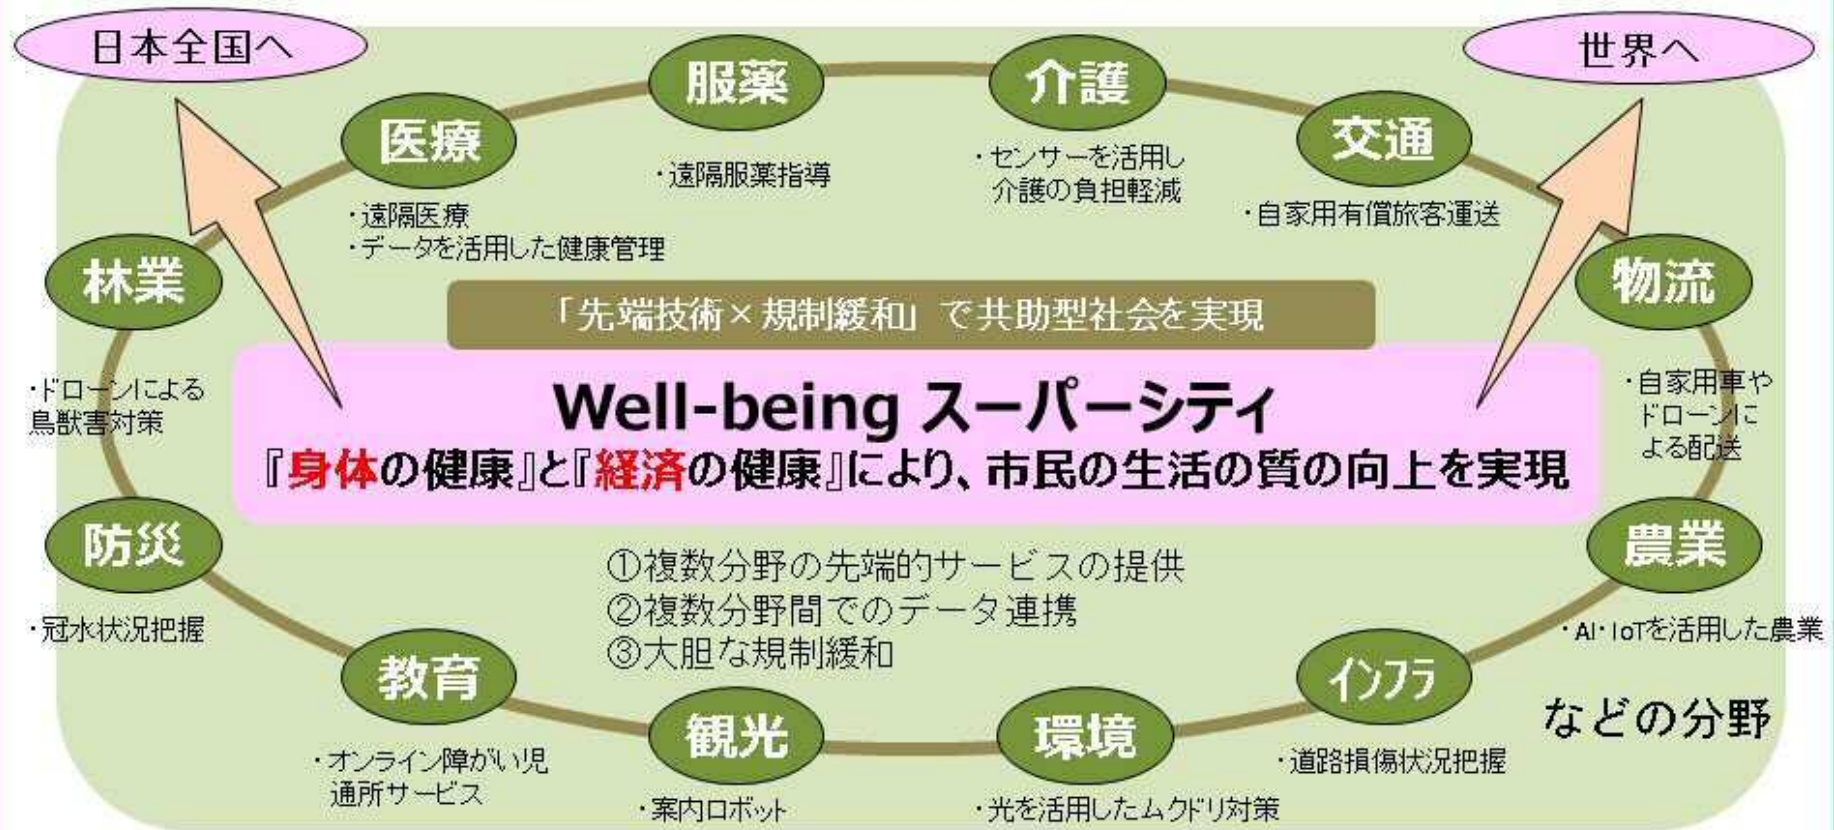 日本全国へ
世界へ
服薬
介護
医療
交通
・遠隔服薬指導
・センサーを活用し
介護の負担軽減
・遠隔医療
・データを活用した健康管理
・自家用有償旅客運送
林業
物流
「先端技術×規制緩和」で共助型社会を実現
・ドローンによる
鳥獣害対策
・自家用車や
ドローンに
よる配送
Well-being スーパーシティ
『身体の健康』と『経済の健康』により、市民の生活の質の向上を実現
防災
農業
①複数分野の先端的サービスの提供
②複数分野間でのデータ連携
③大胆な規制緩和
・冠水状況把握
・AI・IoTを活用した農業
教育
インフラ
観光
環境
などの分野
・オンライン障がい児
通所サービス
・道路損傷状況把握
・案内ロボット
・光を活用したムクドリ対策